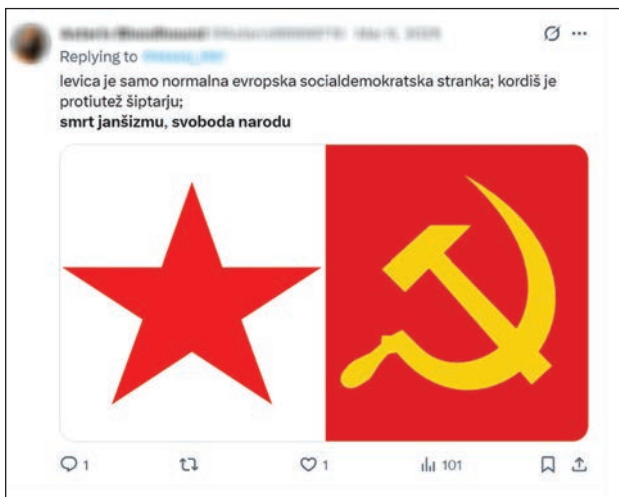 Replying to
levica je samo normalna evropska socialdemokratska stranka; kordiš je
protiutež šiptarju;
smrt janšizmu, svoboda narodu
1
1
101